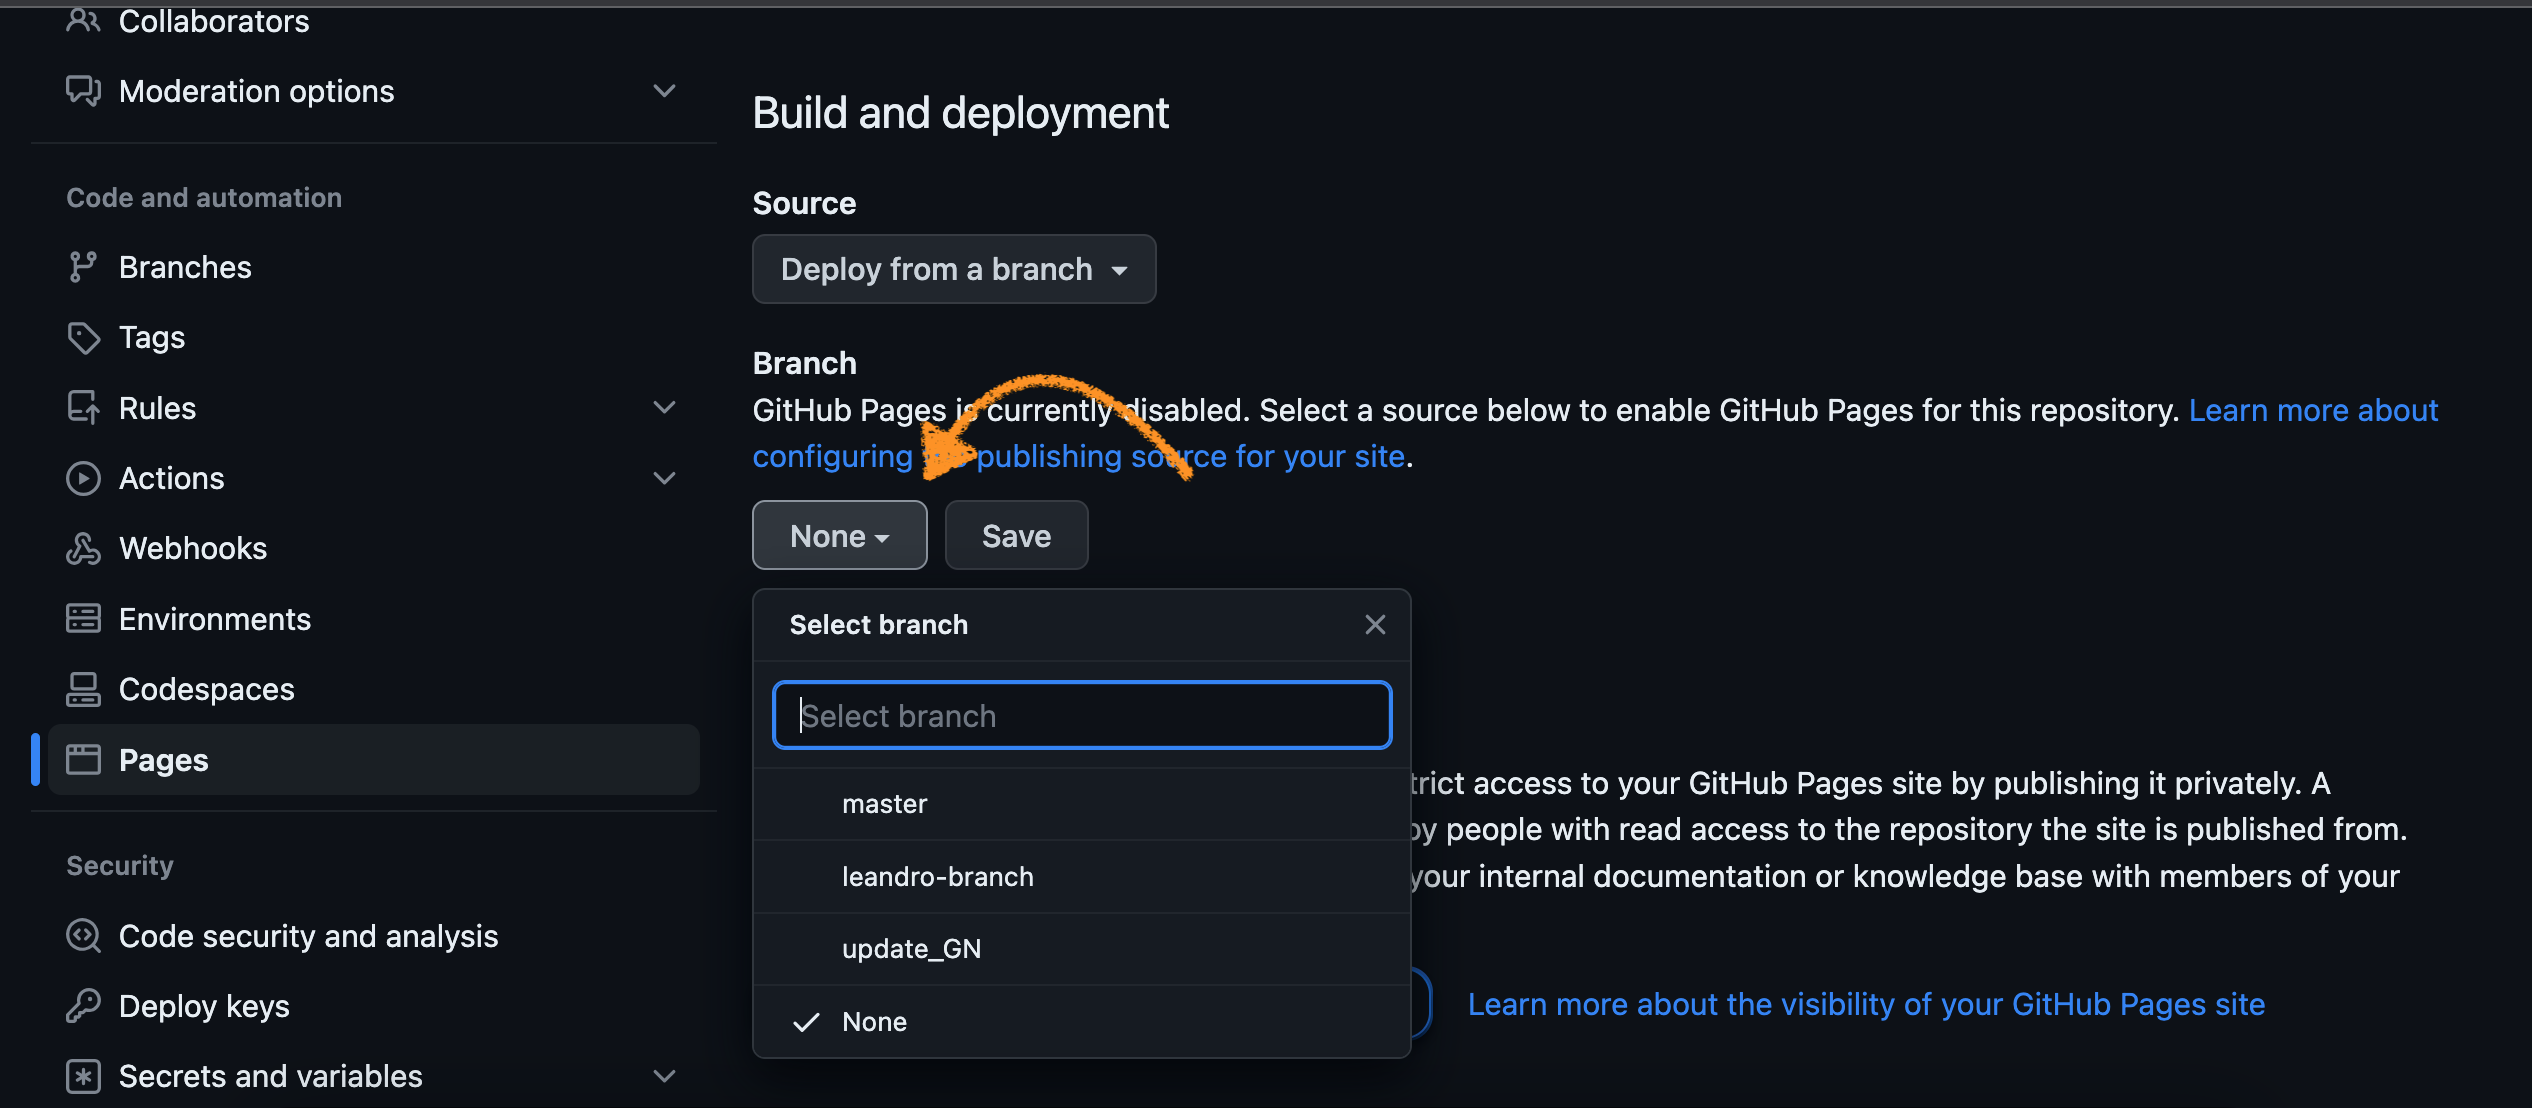 Collaborators
Moderation options
Code and automation
Branches
Tags
Rules
Actions
Webhooks
Environments
Codespaces
Pages
Security
Code security and analysis
Deploy keys
Secrets and variables
Build and deployment
Source
Deploy from a branch
Branch
GitHub Pages is currently disabled. Select a source below to enable GitHub Pages for this repository. Learn more about
configuring publishing source for your site.
None Save
Select branch
Select branch
master
leandro-branch
update_GN
None
trict access to your GitHub Pages site by publishing it privately. A
by people with read access to the repository the site is published from.
your internal documentation or knowledge base with members of your
Learn more about the visibility of your GitHub Pages site